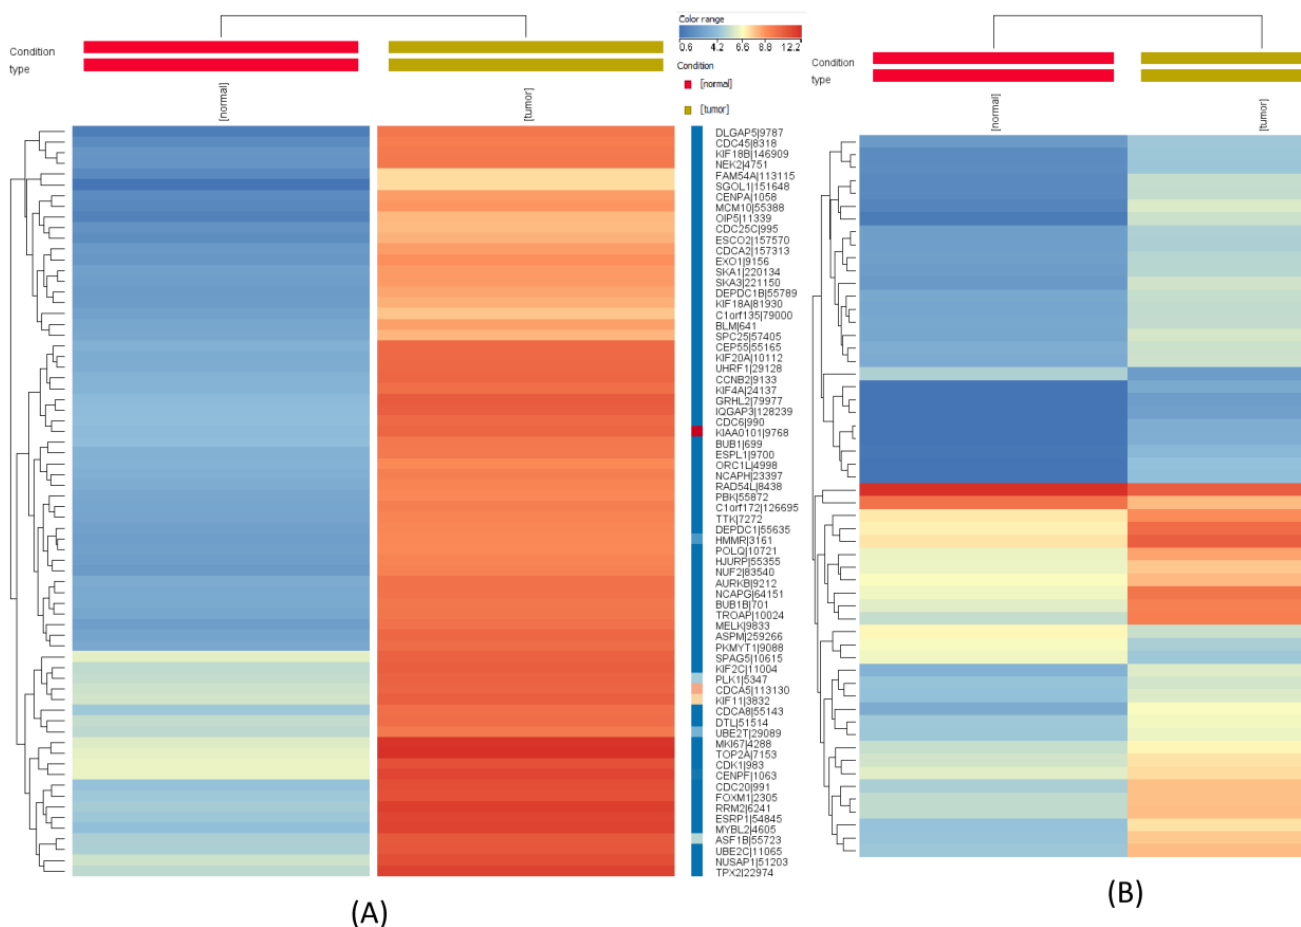 Condition
type
[normal]
[tumor]
Color range
0.6 4.2 6.6 8.8 12.2
Condition
[normal]
[tumor]
DLGAP5|9787
CDC45|8318
KIF18B|146909
NEK2|4751
FAM54A|113115
SGOL1|151648
CENPA|1058
MCM10|55388
OIP5|11339
CDC25C|995
ESCO2|157570
CDCA2|157313
EXO1|9156
SKA1|220134
SKA3|221150
DEPDC1B|55789
KIF18A|81930
C1orf135|79000
BLM|641
SPC25|57405
CEP55|55165
KIF20A|10112
UHRF1|29128
CCNB2|9133
KIF4A|24137
GRHL2|79977
IQGAP3|128239
CDC6|990
KIAA0101|9768
BUB1|699
ESPL1|9700
ORC1L|4998
NCAPH|23397
RAD54L|8438
PBK|55872
C1orf172|126695
TTK|7272
DEPDC1|55635
HMMR|3161
POLQ|10721
HJURP|55355
NUF2|83540
AURKB|9212
NCAPG|64151
BUB1B|701
TROAP|10024
MELK|9833
ASPM|259266
PKMYT1|9088
SPAG5|10615
KIF2C|11004
PLK1|5347
CDCA5|113130
KIF11|3832
CDCA8|55143
DTL|51514
UBE2T|29089
MKI67|4288
TOP2A|7153
CDK1|983
CENPF|1063
CDC20|991
FOXM1|2305
RRM2|6241
ESRP1|54845
MYBL2|4605
ASF1B|55723
UBE2C|11065
NUSAP1|51203
TPX2|22974
(A)
Condition
type
[normal]
[tumor]
(B)